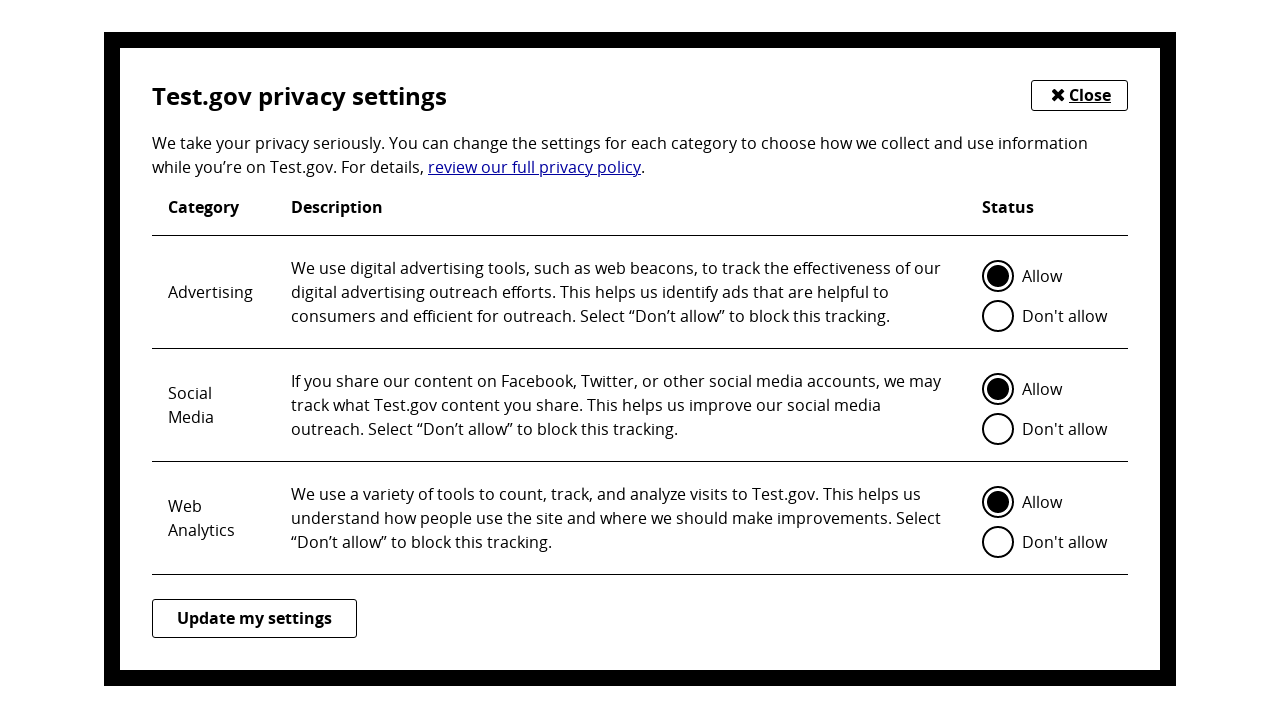 Test.gov privacy settings
✖ Close
We take your privacy seriously. You can change the settings for each category to choose how we collect and use information
while you’re on Test.gov. For details, review our full privacy policy.
Category Description Status
Advertising
We use digital advertising tools, such as web beacons, to track the effectiveness of our
digital advertising outreach efforts. This helps us identify ads that are helpful to
consumers and efficient for outreach. Select “Don’t allow” to block this tracking.
Allow
Don't allow
Social
Media
If you share our content on Facebook, Twitter, or other social media accounts, we may
track what Test.gov content you share. This helps us improve our social media
outreach. Select “Don’t allow” to block this tracking.
Allow
Don't allow
Web
Analytics
We use a variety of tools to count, track, and analyze visits to Test.gov. This helps us
understand how people use the site and where we should make improvements. Select
“Don’t allow” to block this tracking.
Allow
Don't allow
Update my settings